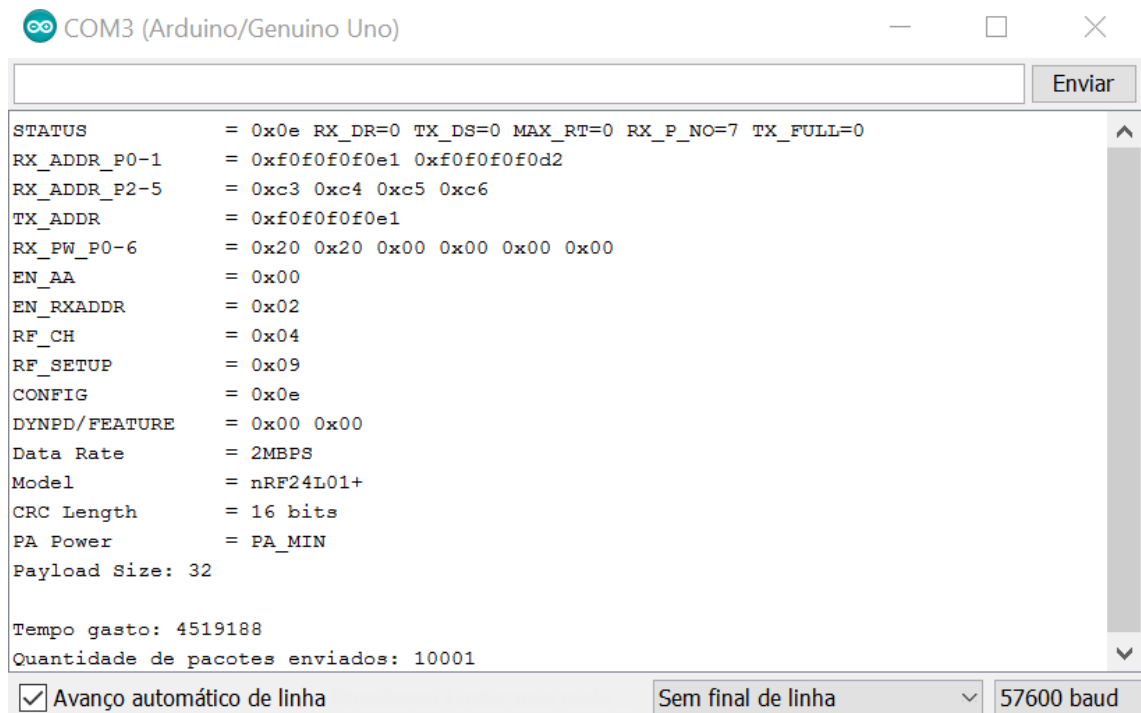 COM3 (Arduino/Genuino Uno)
Enviar
STATUS = 0x0e RX_DR=0 TX_DS=0 MAX_RT=0 RX_P_NO=7 TX_FULL=0
RX_ADDR_P0-1 = 0xf0f0f0f0e1 0xf0f0f0f0d2
RX_ADDR_P2-5 = 0xc3 0xc4 0xc5 0xc6
TX_ADDR = 0xf0f0f0f0e1
RX_PW_P0-6 = 0x20 0x20 0x00 0x00 0x00 0x00
EN_AA = 0x00
EN_RXADDR = 0x02
RF_CH = 0x04
RF_SETUP = 0x09
CONFIG = 0x0e
DYNPD/FEATURE = 0x00 0x00
Data Rate = 2MBPS
Model = nRF24L01+
CRC Length = 16 bits
PA Power = PA_MIN
Payload Size: 32
Tempo gasto: 4519188
Quantidade de pacotes enviados: 10001
Avanço automático de linha Sem final de linha 57600 baud